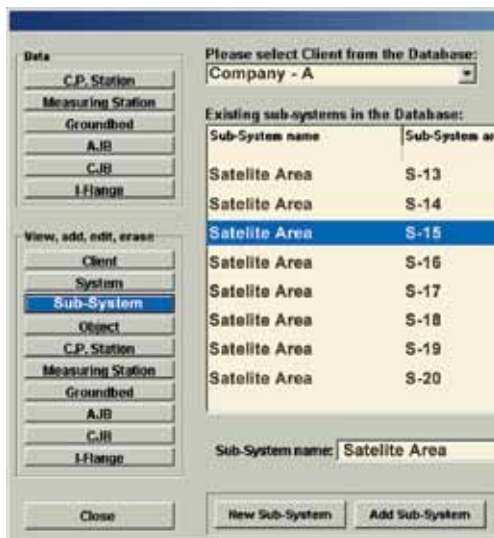 Data
C.P. Station
Measuring Station
Groundbed
AJB
CJB
I-Flange
View, add, edit, erase
Client
System
Sub-System
Object
C.P. Station
Measuring Station
Groundbed
AJB
CJB
I-Flange
Close
Please select Client from the Database:
Company - A
Existing sub-systems in the Database:
Sub-System name Sub-System
Satelite Area S-13
Satelite Area S-14
Satelite Area S-15
Satelite Area S-16
Satelite Area S-17
Satelite Area S-18
Satelite Area S-19
Satelite Area S-20
Sub-System name: Satelite Area
New Sub-System Add Sub-System